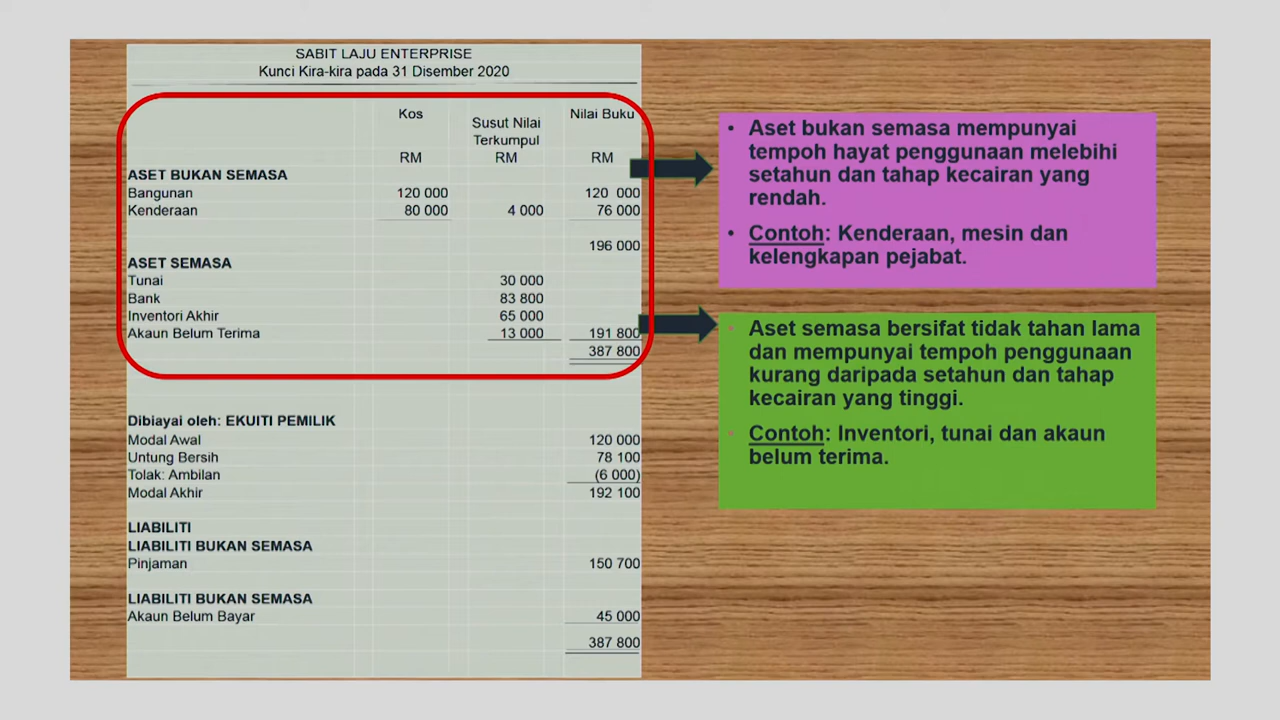 SABIT LAJU ENTERPRISE
Kunci Kira-kira pada 31 Disember 2020
Kos Susut Nilai Terkumpul Nilai Buku
RM RM RM
ASET BUKAN SEMASA
Bangunan 120 000 120 000
Kenderaan 80 000 4 000 76 000
196 000
ASET SEMASA
Tunai 30 000
Bank 83 800
Inventori Akhir 65 000
Akaun Belum Terima 13 000 191 800
387 800
Dibiayai oleh: EKUITI PEMILIK
Modal Awal 120 000
Untung Bersih 78 100
Tolak: Ambilan (6 000)
Modal Akhir 192 100
LIABILITI
LIABILITI BUKAN SEMASA
Pinjaman 150 700
LIABILITI BUKAN SEMASA
Akaun Belum Bayar 45 000
387 800
• Aset bukan semasa mempunyai
tempoh hayat penggunaan melebihi
setahun dan tahap kecairan yang
rendah.
• Contoh: Kenderaan, mesin dan
kelengkapan pejabat.
• Aset semasa bersifat tidak tahan lama
dan mempunyai tempoh penggunaan
kurang daripada setahun dan tahap
kecairan yang tinggi.
• Contoh: Inventori, tunai dan akaun
belum terima.